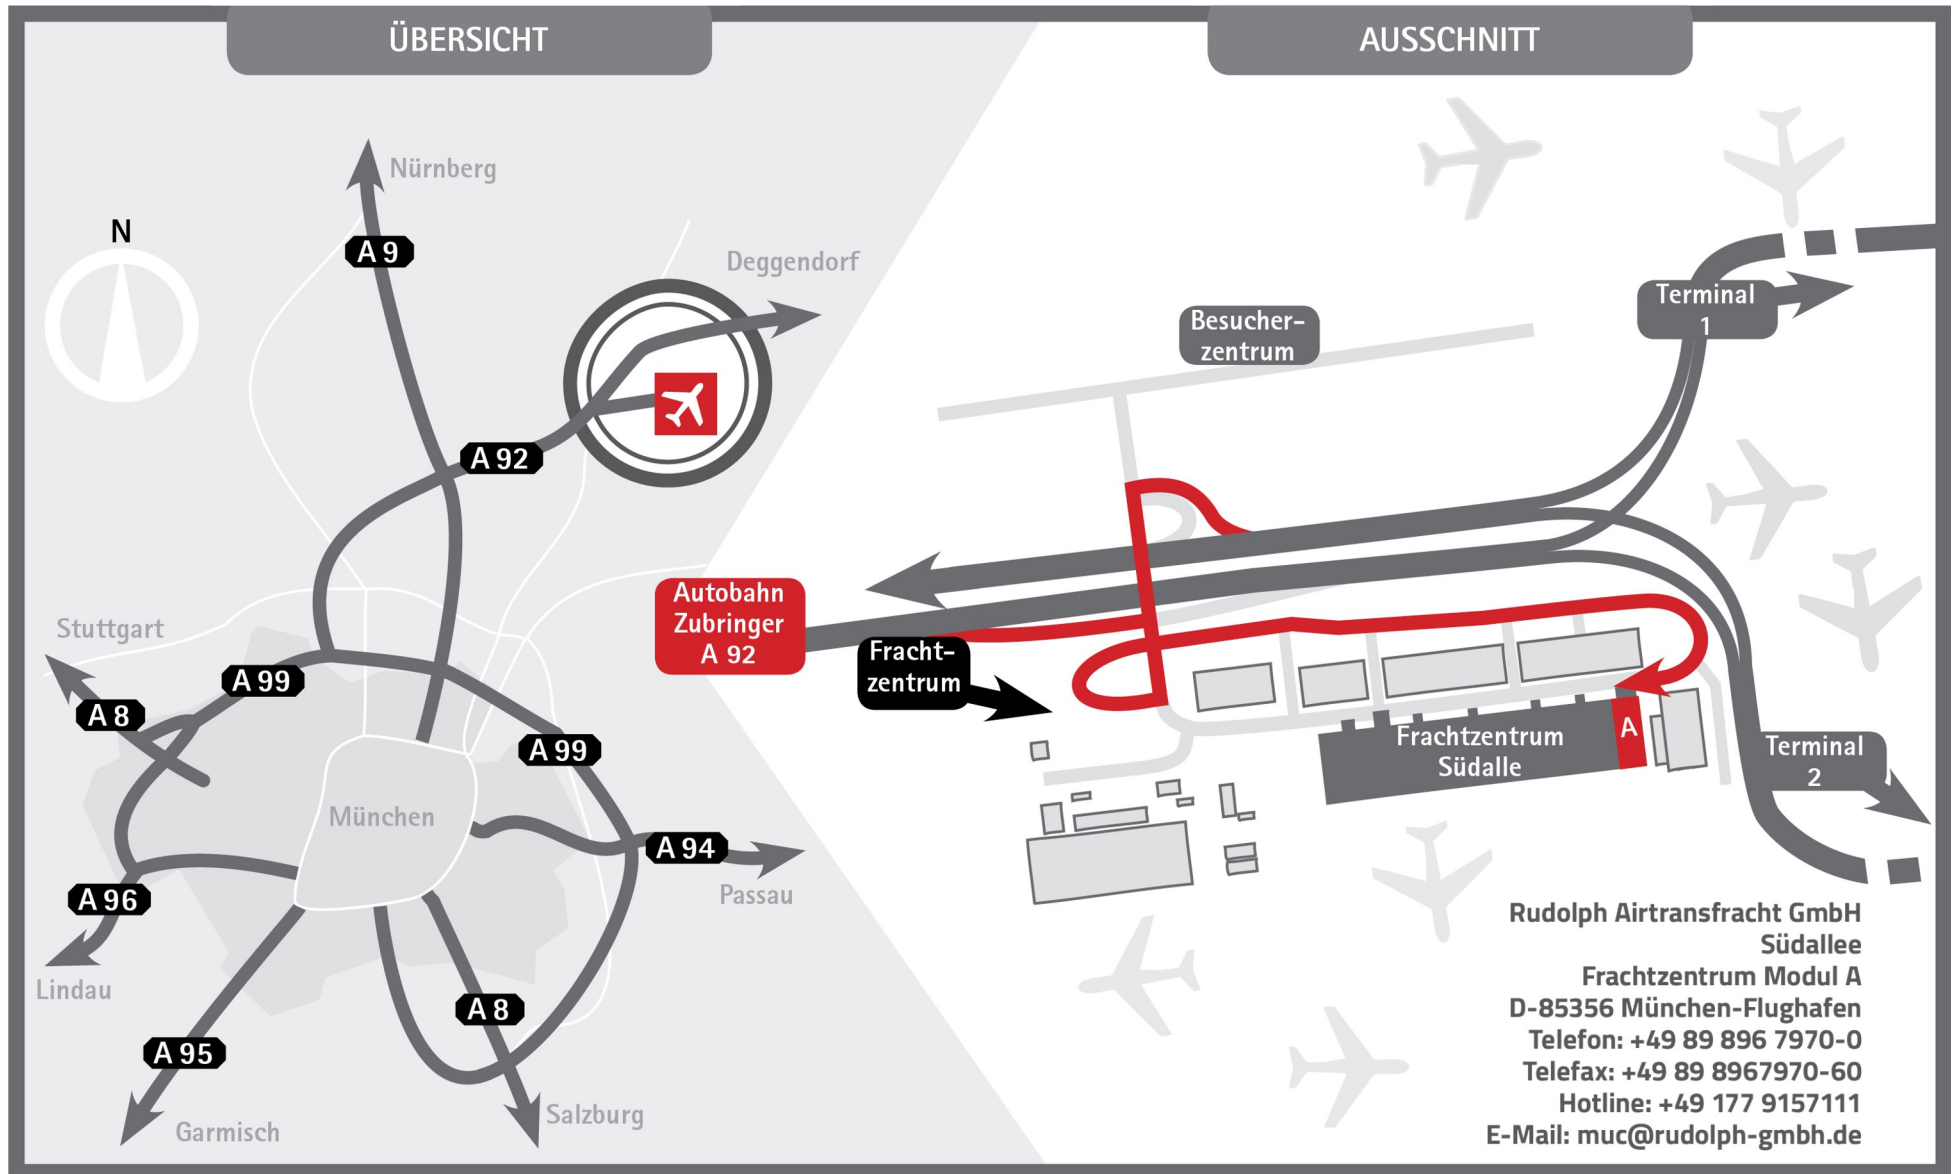 ÜBERSICHT
N
Nürnberg
A 9
Deggendorf
A 92
Stuttgart
A 99
A 8
A 99
München
A 94
Passau
A 96
Lindau
A 8
A 95
Salzburg
Garmisch
AUSSCHNITT
Terminal
1
Besucher-
zentrum
Autobahn
Zubringer
A 92
Fracht-
zentrum
Frachtzentrum
Südalle
A
Terminal
2
Rudolph Airtransfracht GmbH
Südallee
Frachtzentrum Modul A
D-85356 München-Flughafen
Telefon: +49 89 896 7970-0
Telefax: +49 89 8967970-60
Hotline: +49 177 9157111
E-Mail: muc@rudolph-gmbh.de